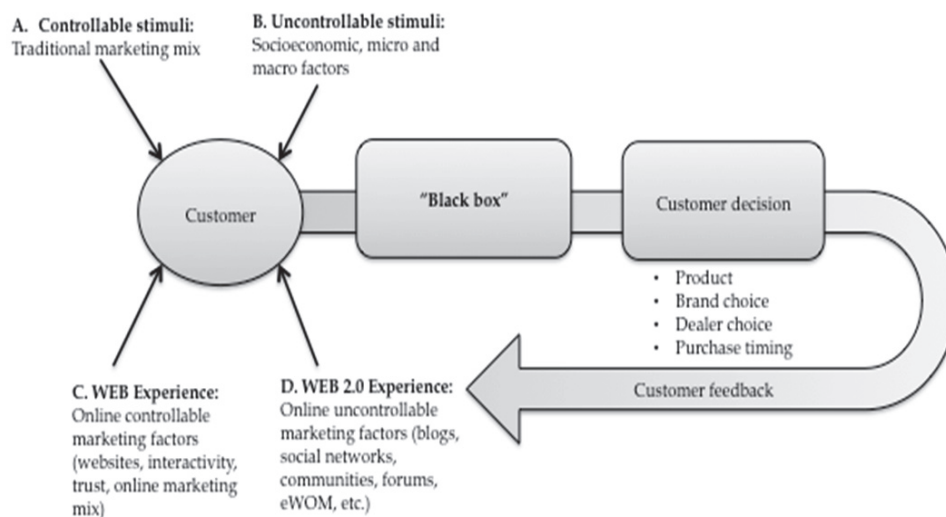 A. Controllable stimuli:
Traditional marketing mix
B. Uncontrollable stimuli:
Socioeconomic, micro and
macro factors
Customer
"Black box"
Customer decision
• Product
• Brand choice
• Dealer choice
• Purchase timing
Customer feedback
C. WEB Experience:
Online controllable
marketing factors
(websites, interactivity,
trust, online marketing
mix)
D. WEB 2.0 Experience:
Online uncontrollable
marketing factors (blogs,
social networks,
communities, forums,
eWOM, etc.)